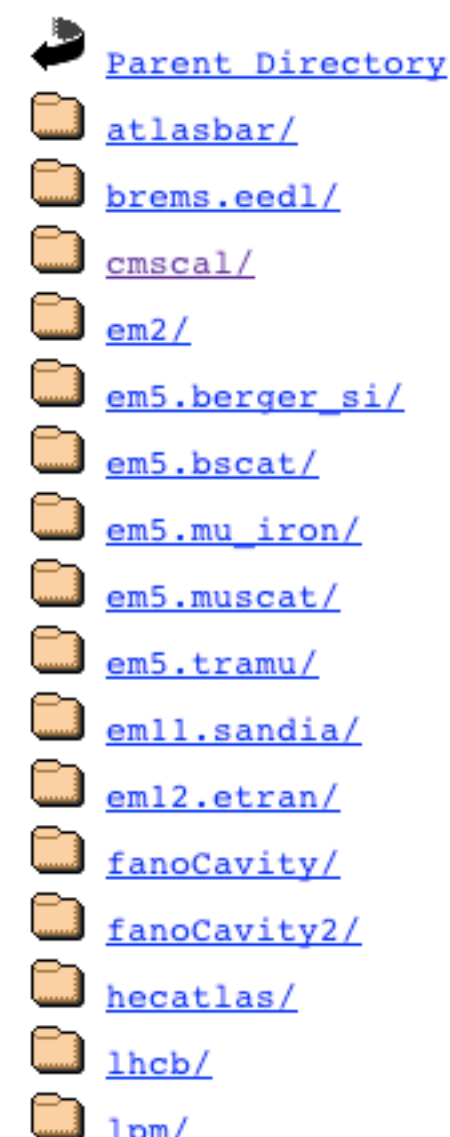 Parent Directory
atlasbar/
brems.eedl/
cmscal/
em2/
em5.berger_si/
em5.bscat/
em5.mu_iron/
em5.muscat/
em5.tramu/
em11.sandia/
em12.etran/
fanoCavity/
fanoCavity2/
hecatlas/
lhcb/
lpm/